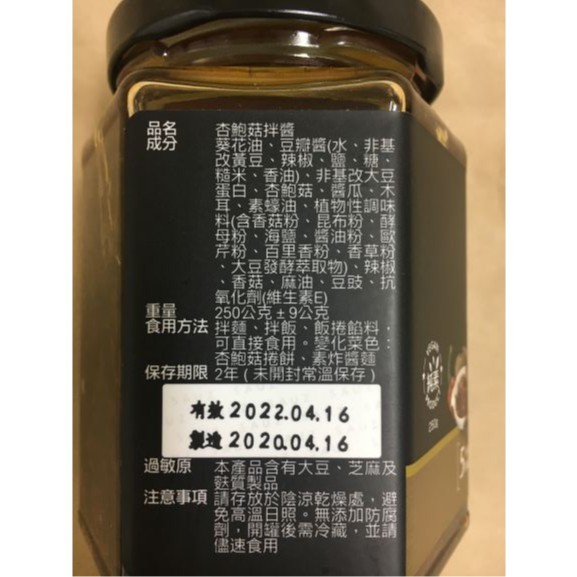 品名 杏鮑菇拌醬
成分 葵花油、豆瓣醬(水、非基
改黃豆、辣椒、鹽、糖、
糙米、香油)、非基改大豆
蛋白、杏鮑菇、醬瓜、木
耳、素蠔油、植物性調味
料(含香菇粉、昆布粉、酵
母粉、海鹽、醬油粉、歐
芹粉、百里香粉、香草粉
、大豆發酵萃取物)、辣椒
、香菇、麻油、豆豉、抗
氧化劑(維生素E)
重量 250公克±9公克
食用方法 拌麵、拌飯、飯捲餡料，
可直接食用。變化菜色：
杏鮑菇捲餅、素炸醬麵
保存期限 2年(未開封常溫保存)
有效 2022.04.16
製造 2020.04.16
過敏原 本產品含有大豆、芝麻及
麩質製品
注意事項 請存放於陰涼乾燥處，避
免高溫日照。無添加防腐
劑，開罐後需冷藏，並請
儘速食用
純素
250g